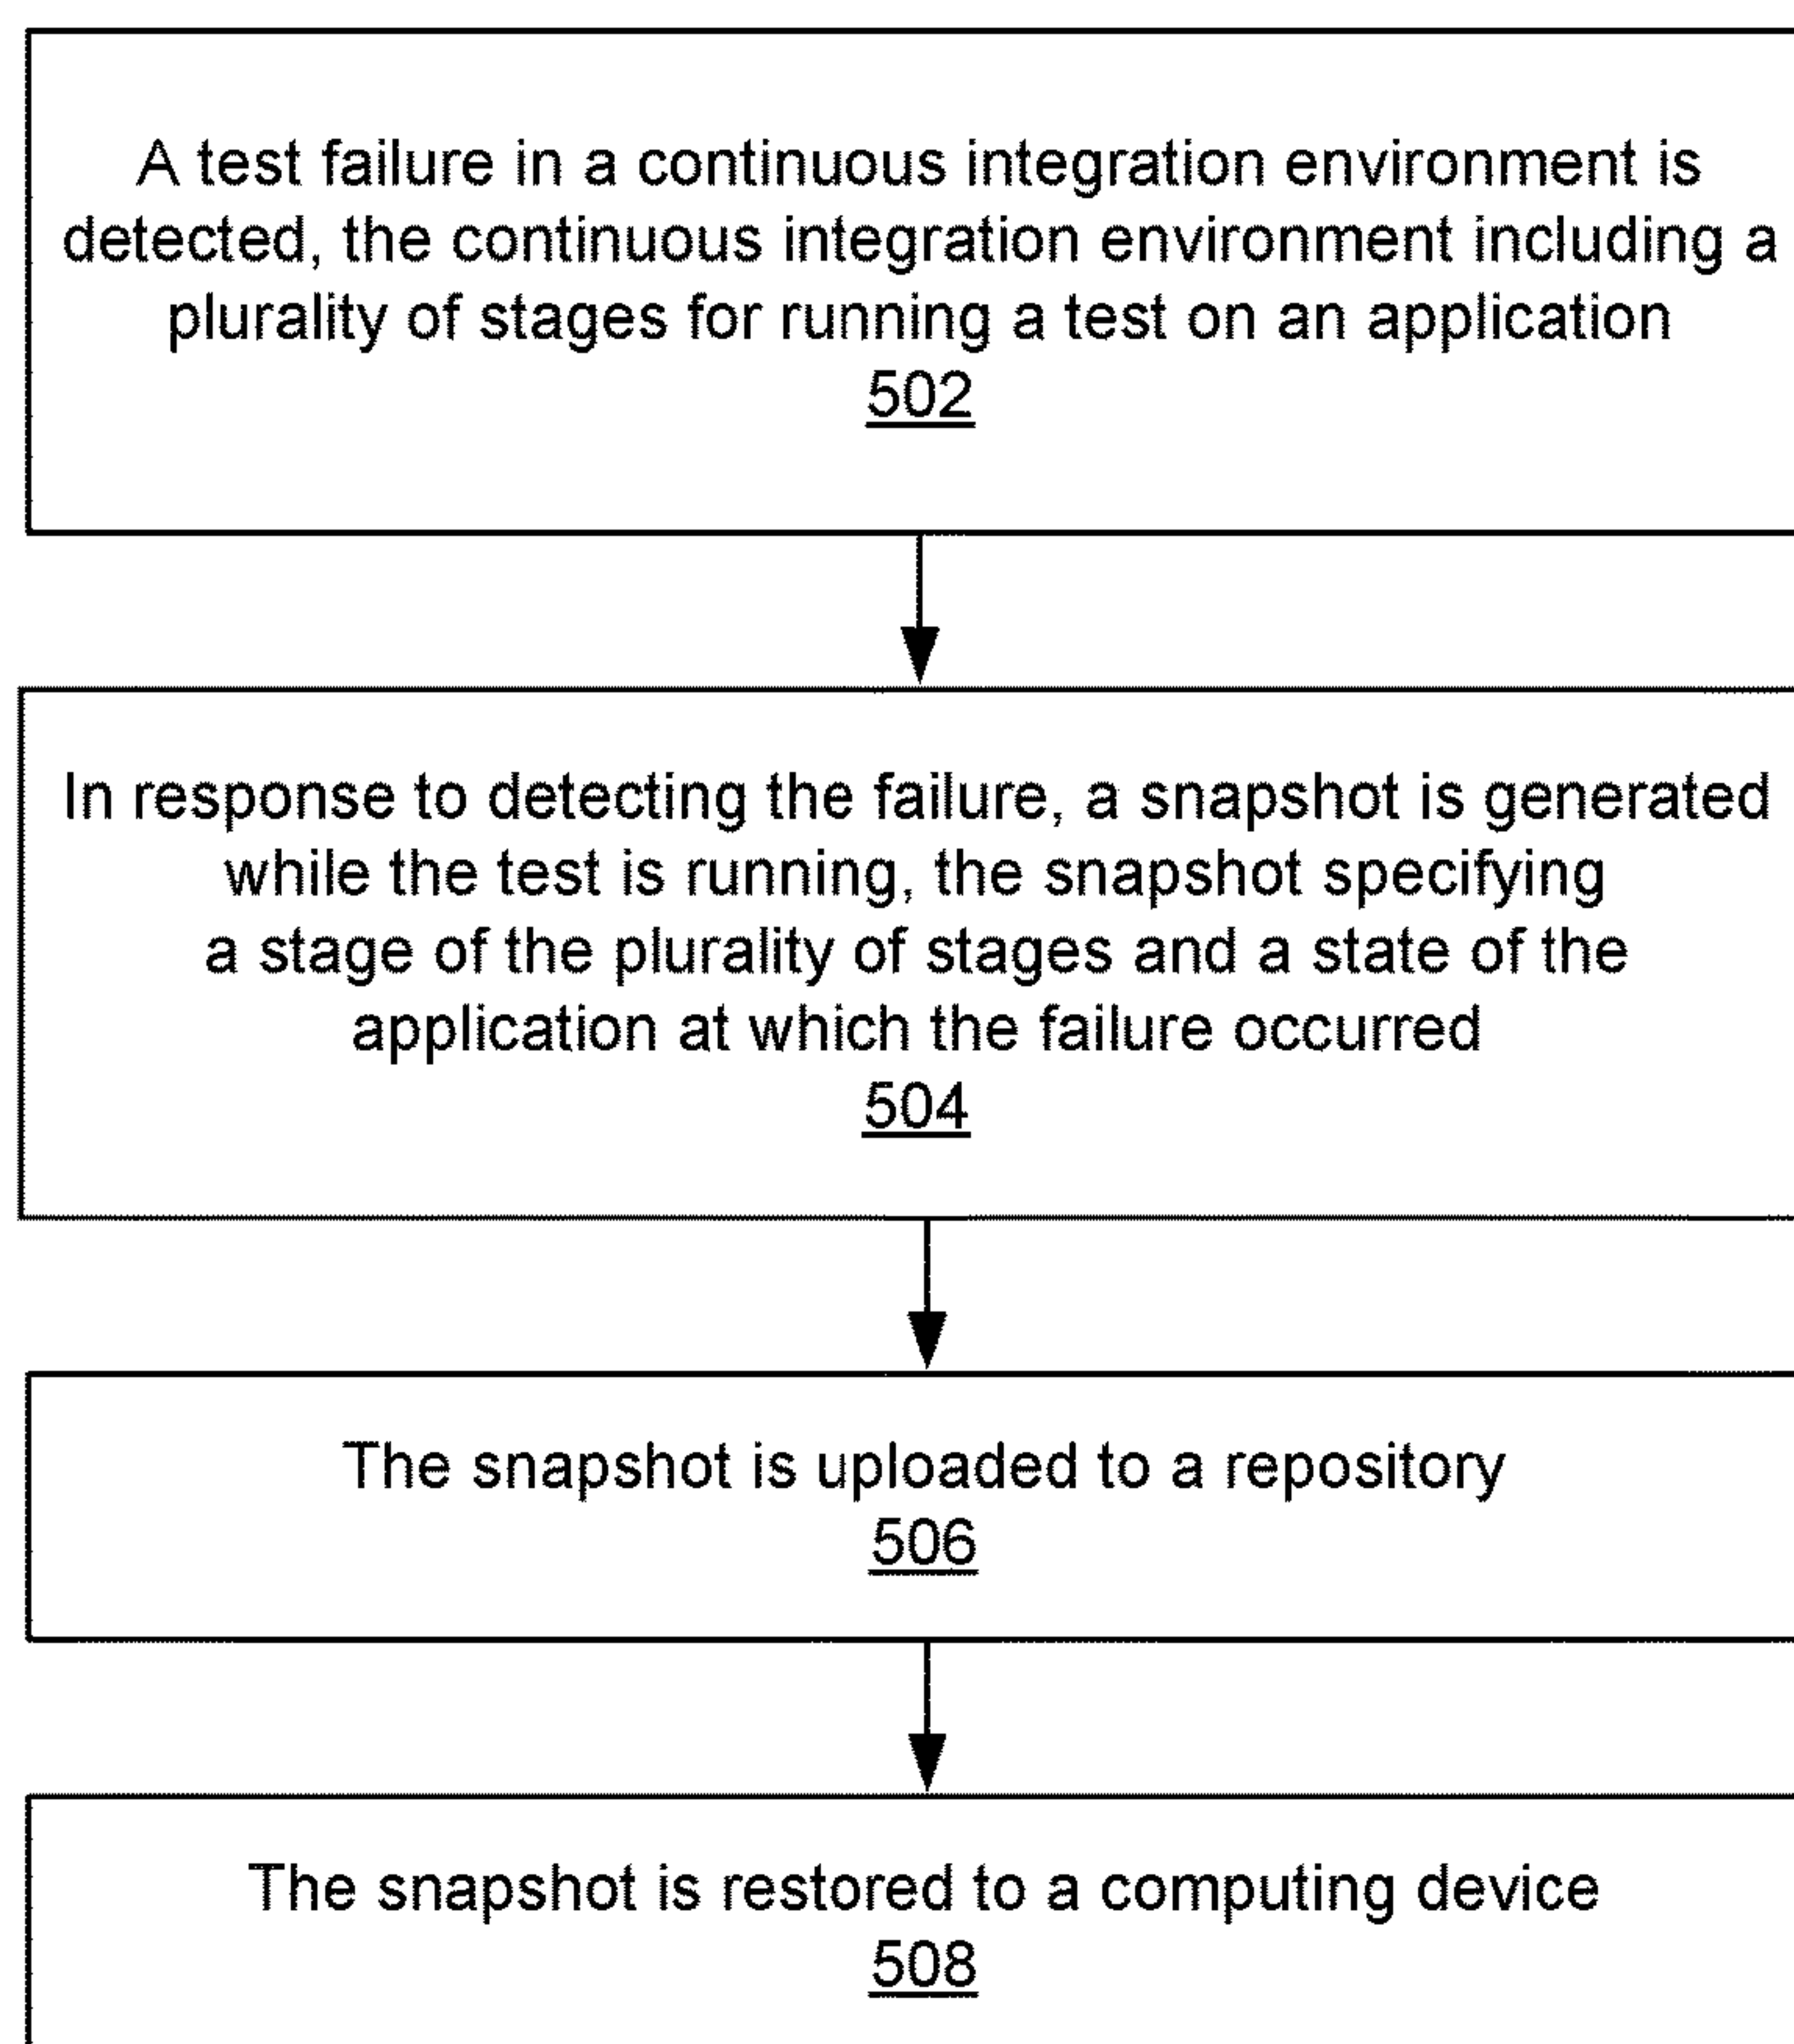 A test failure in a continuous integration environment is
detected, the continuous integration environment including a
plurality of stages for running a test on an application
502
In response to detecting the failure, a snapshot is generated
while the test is running, the snapshot specifying
a stage of the plurality of stages and a state of the
application at which the failure occurred
504
The snapshot is uploaded to a repository
506
The snapshot is restored to a computing device
508